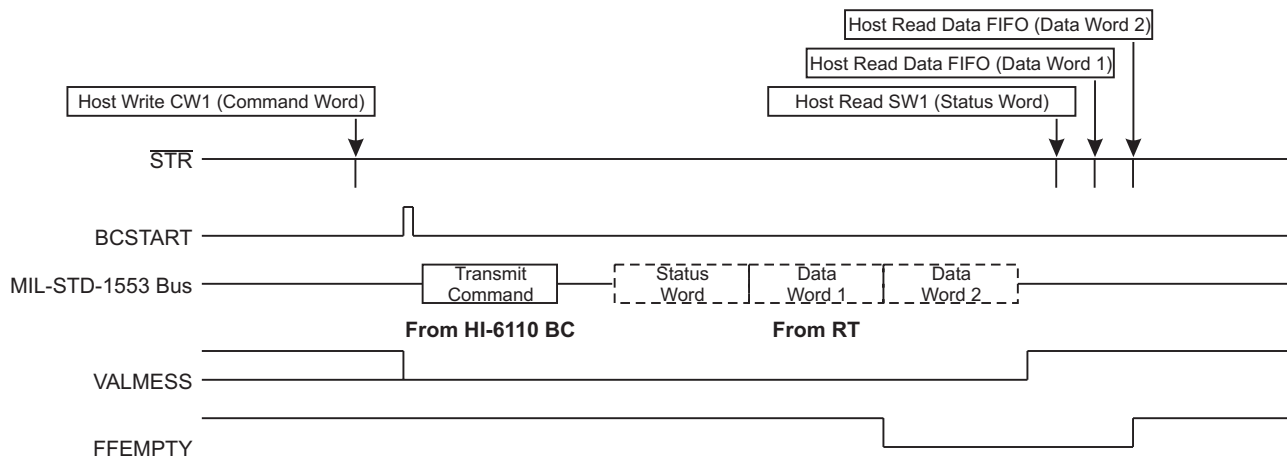 Host Read Data FIFO (Data Word 2)
Host Read Data FIFO (Data Word 1)
Host Write CW1 (Command Word)
Host Read SW1 (Status Word)
STR
BCSTART
MIL-STD-1553 Bus
Transmit
Command
Status
Word
Data
Word 1
Data
Word 2
From HI-6110 BC
From RT
VALMESS
FFEMPTY